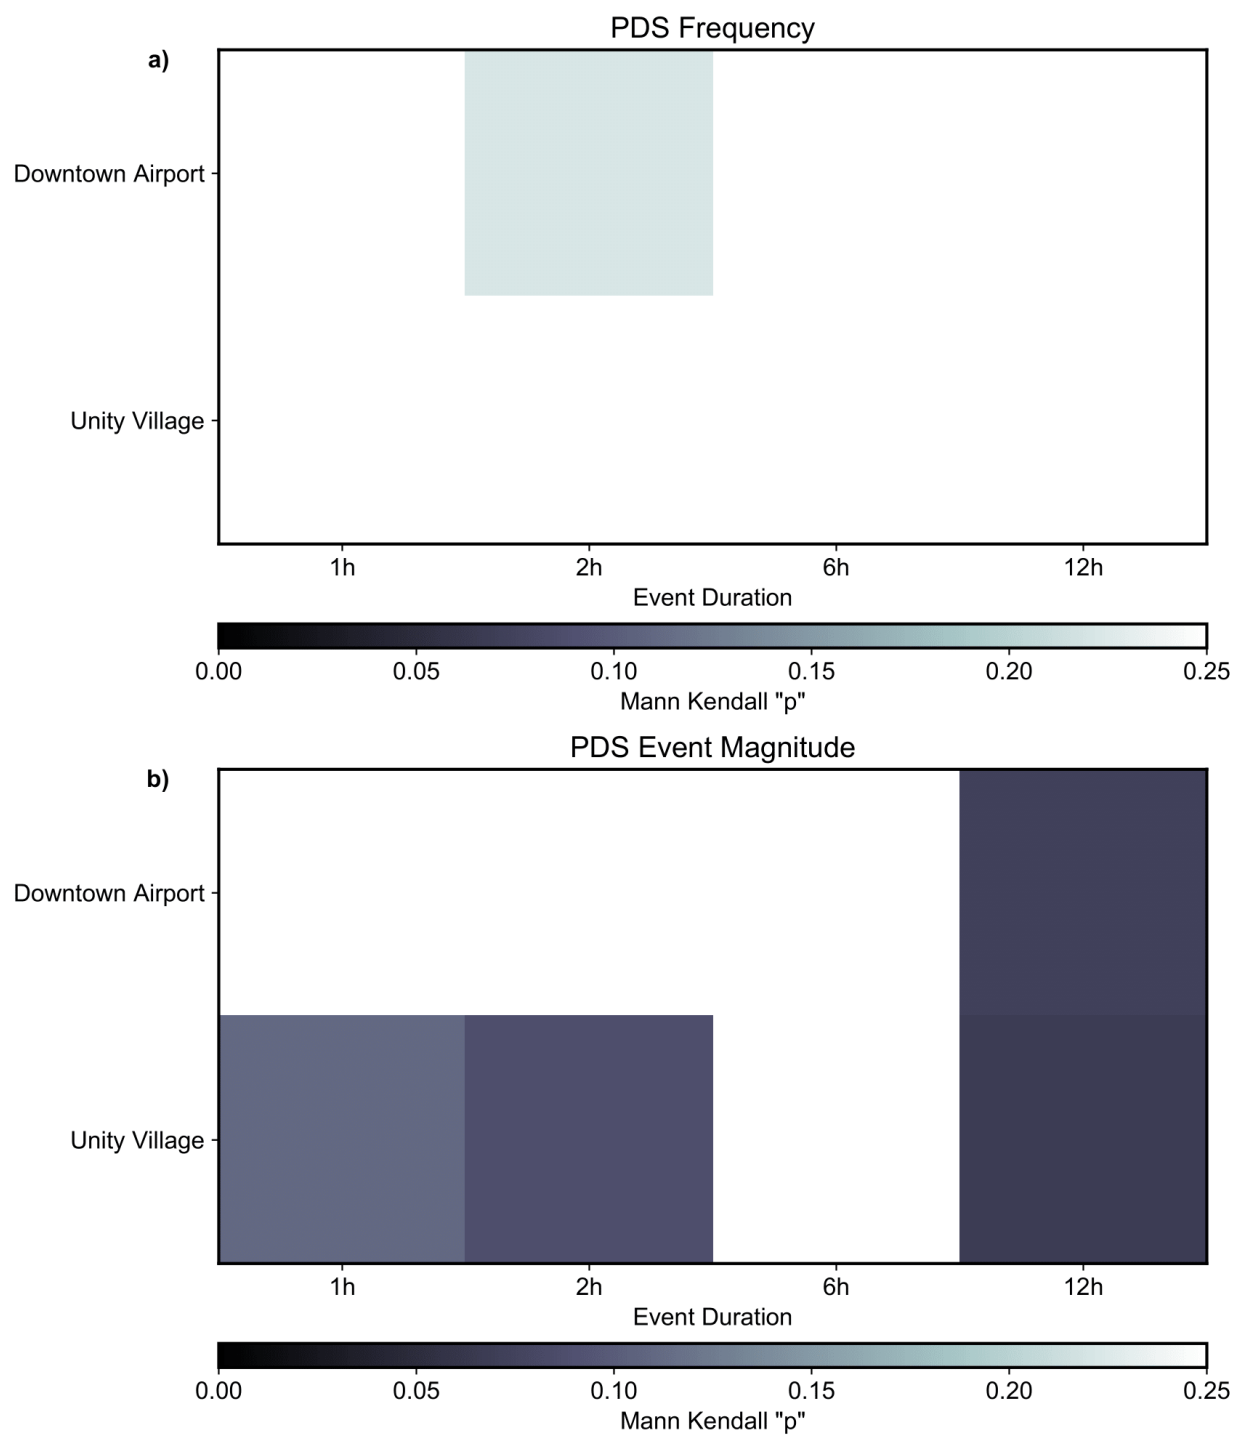 PDS Frequency
a)
Downtown Airport
Unity Village
1h 2h 6h 12h
Event Duration
0.00 0.05 0.10 0.15 0.20 0.25
Mann Kendall "p"
PDS Event Magnitude
b)
Downtown Airport
Unity Village
1h 2h 6h 12h
Event Duration
0.00 0.05 0.10 0.15 0.20 0.25
Mann Kendall "p"